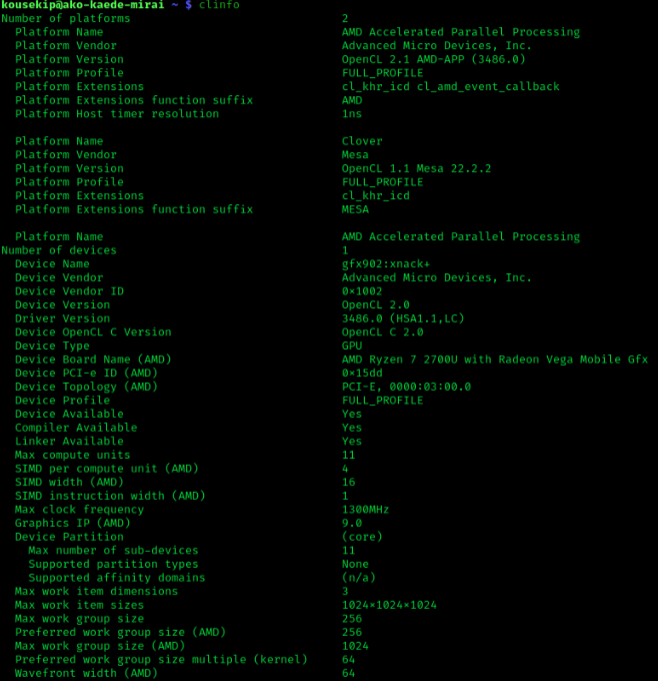 kousekip@ako-kaede-mirai ~ $ clinfo
Number of platforms 2
Platform Name AMD Accelerated Parallel Processing
Platform Vendor Advanced Micro Devices, Inc.
Platform Version OpenCL 2.1 AMD-APP (3486.0)
Platform Profile FULL_PROFILE
Platform Extensions cl_khr_icd cl_amd_event_callback
Platform Extensions function suffix AMD
Platform Host timer resolution 1ns
Platform Name Clover
Platform Vendor Mesa
Platform Version OpenCL 1.1 Mesa 22.2.2
Platform Profile FULL_PROFILE
Platform Extensions cl_khr_icd
Platform Extensions function suffix MESA
Platform Name AMD Accelerated Parallel Processing
Number of devices 1
Device Name gfx902:xnack+
Device Vendor Advanced Micro Devices, Inc.
Device Vendor ID 0x1002
Device Version OpenCL 2.0
Driver Version 3486.0 (HSA1.1,LC)
Device OpenCL C Version OpenCL C 2.0
Device Type GPU
Device Board Name (AMD) AMD Ryzen 7 2700U with Radeon Vega Mobile Gfx
Device PCI-e ID (AMD) 0x15dd
Device Topology (AMD) PCI-E, 0000:03:00.0
Device Profile FULL_PROFILE
Device Available Yes
Compiler Available Yes
Linker Available Yes
Max compute units 11
SIMD per compute unit (AMD) 4
SIMD width (AMD) 16
SIMD instruction width (AMD) 1
Max clock frequency 1300MHz
Graphics IP (AMD) 9.0
Device Partition (core)
Max number of sub-devices 11
Supported partition types None
Supported affinity domains (n/a)
Max work item dimensions 3
Max work item sizes 1024x1024x1024
Max work group size 256
Preferred work group size (AMD) 256
Max work group size (AMD) 1024
Preferred work group size multiple (kernel) 64
Wavefront width (AMD) 64